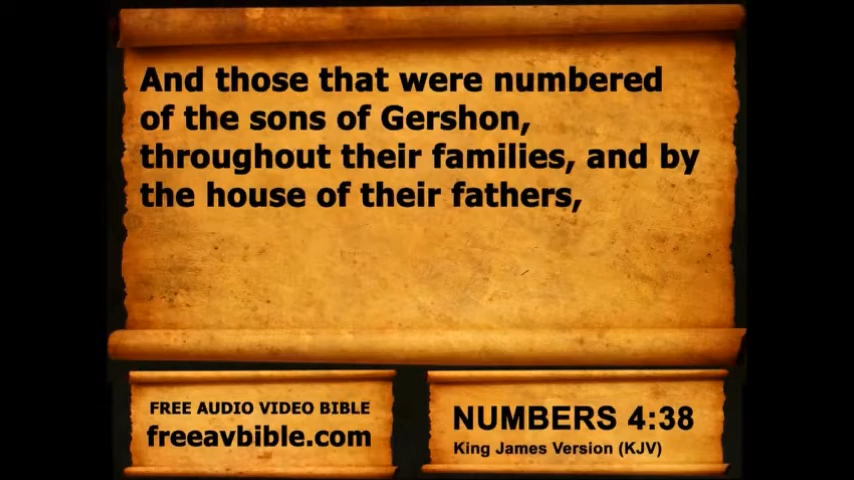 And those that were numbered
of the sons of Gershon,
throughout their families, and by
the house of their fathers,
FREE AUDIO VIDEO BIBLE
freeavbible.com
NUMBERS 4:38
King James Version (KJV)